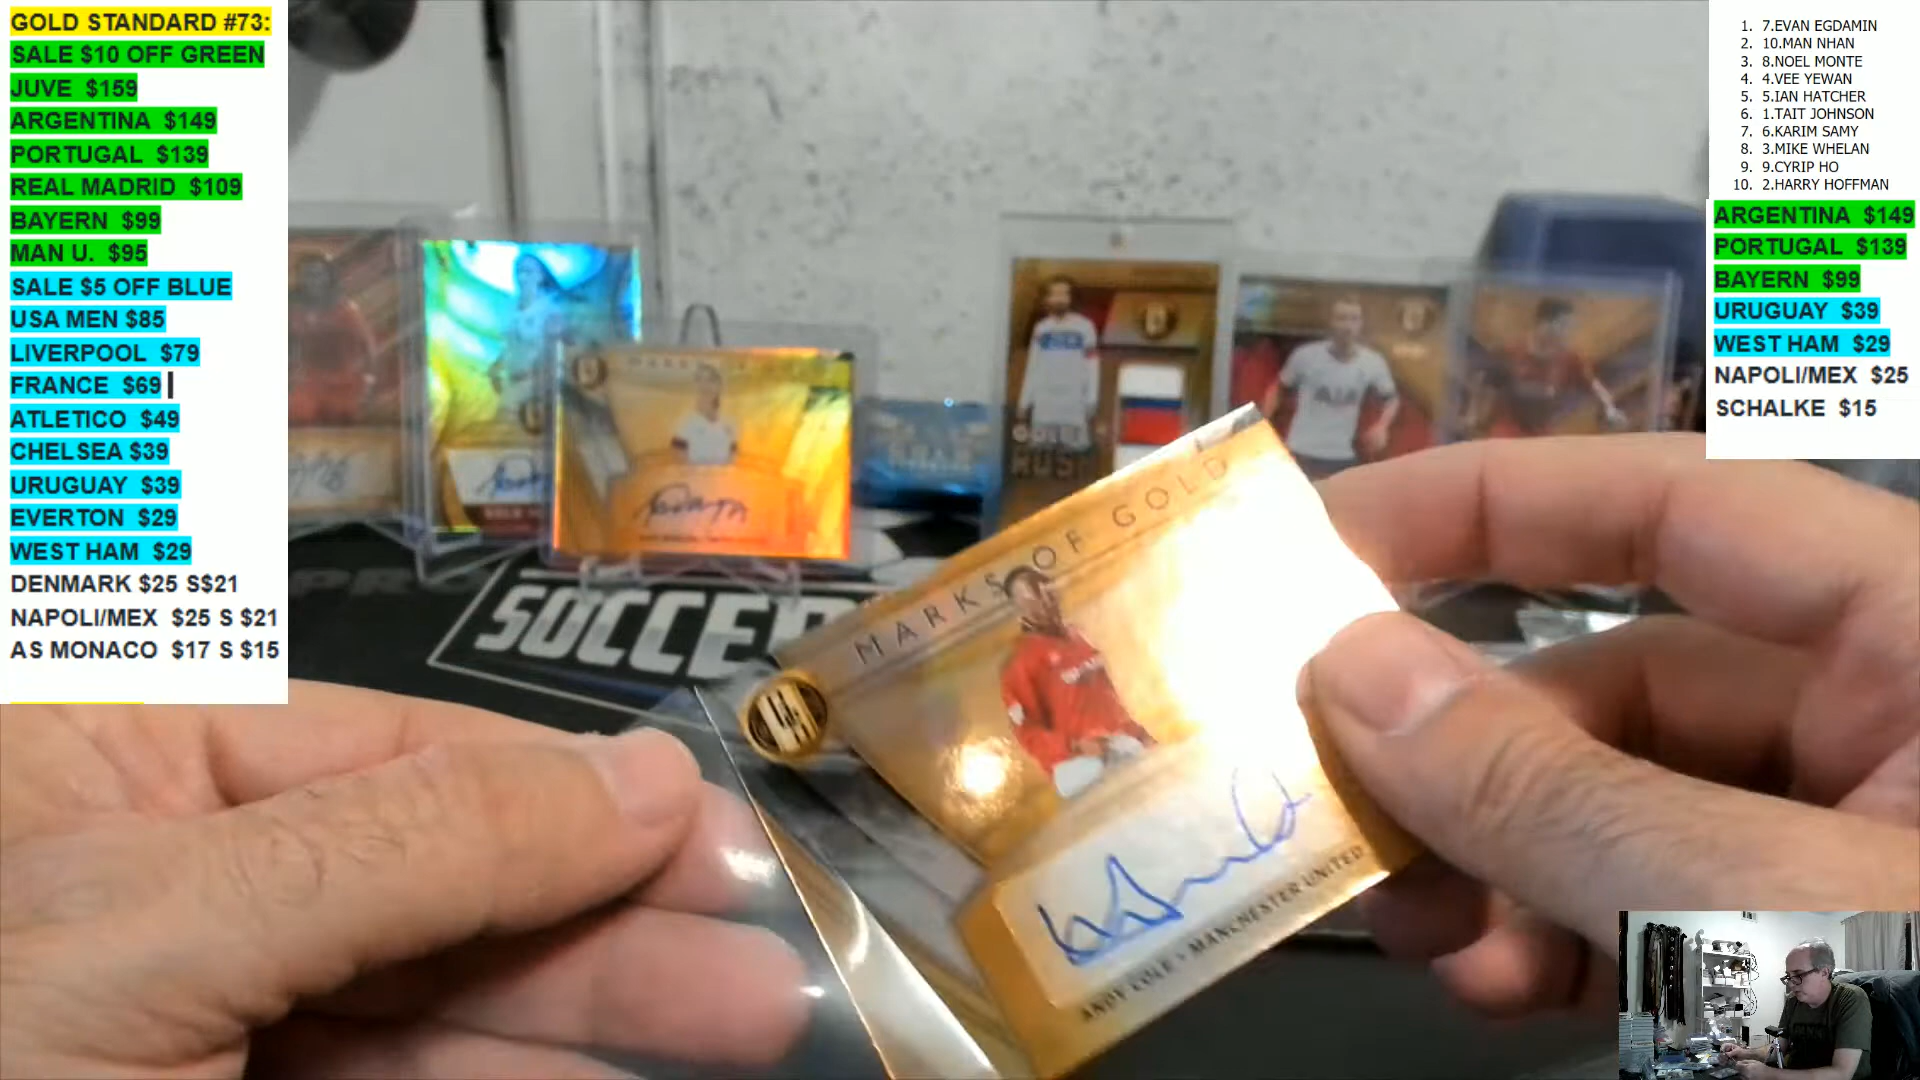 GOLD STANDARD #73:
SALE $10 OFF GREEN
JUVE $159
ARGENTINA $149
PORTUGAL $139
REAL MADRID $109
BAYERN $99
MAN U. $95
SALE $5 OFF BLUE
USA MEN $85
LIVERPOOL $79
FRANCE $69
ATLETICO $49
CHELSEA $39
URUGUAY $39
EVERTON $29
WEST HAM $29
DENMARK $25 S$21
NAPOLI/MEX $25 S $21
AS MONACO $17 S $15
1. 7.EVAN EGDAMIN
2. 10.MAN NHAN
3. 8.NOEL MONTE
4. 4.VEE YEWAN
5. 5.IAN HATCHER
6. 1.TAIT JOHNSON
7. 6.KARIM SAMY
8. 3.MIKE WHELAN
9. 9.CYRIP HO
10. 2.HARRY HOFFMAN
ARGENTINA $149
PORTUGAL $139
BAYERN $99
URUGUAY $39
WEST HAM $29
NAPOLI/MEX $25
SCHALKE $15
AIA
SOCCE
MARKS OF GOLD
ANDY COLE • MANCHESTER UNITED